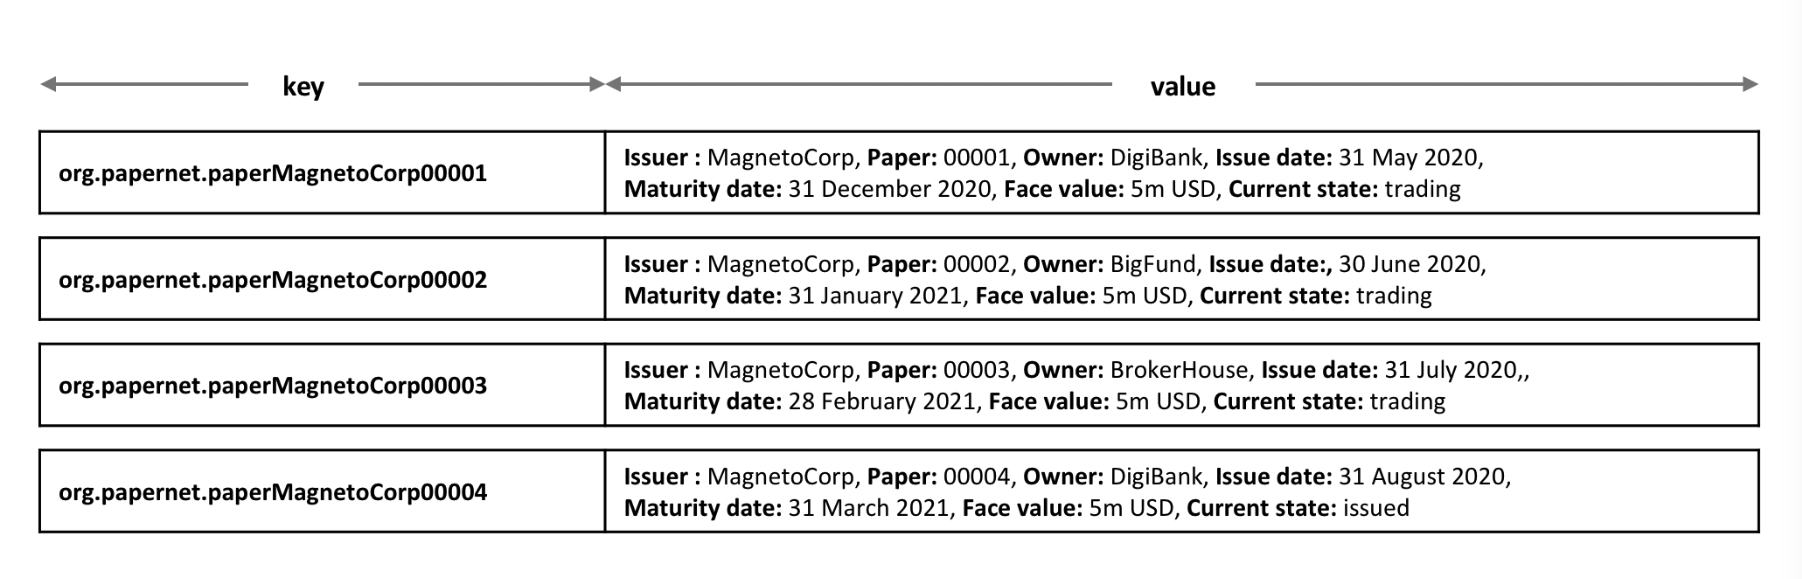 key value
org.papernet.paperMagnetoCorp00001
Issuer : MagnetoCorp, Paper: 00001, Owner: DigiBank, Issue date: 31 May 2020,
Maturity date: 31 December 2020, Face value: 5m USD, Current state: trading
org.papernet.paperMagnetoCorp00002
Issuer : MagnetoCorp, Paper: 00002, Owner: BigFund, Issue date:, 30 June 2020,
Maturity date: 31 January 2021, Face value: 5m USD, Current state: trading
org.papernet.paperMagnetoCorp00003
Issuer : MagnetoCorp, Paper: 00003, Owner: BrokerHouse, Issue date: 31 July 2020,,
Maturity date: 28 February 2021, Face value: 5m USD, Current state: trading
org.papernet.paperMagnetoCorp00004
Issuer : MagnetoCorp, Paper: 00004, Owner: DigiBank, Issue date: 31 August 2020,
Maturity date: 31 March 2021, Face value: 5m USD, Current state: issued